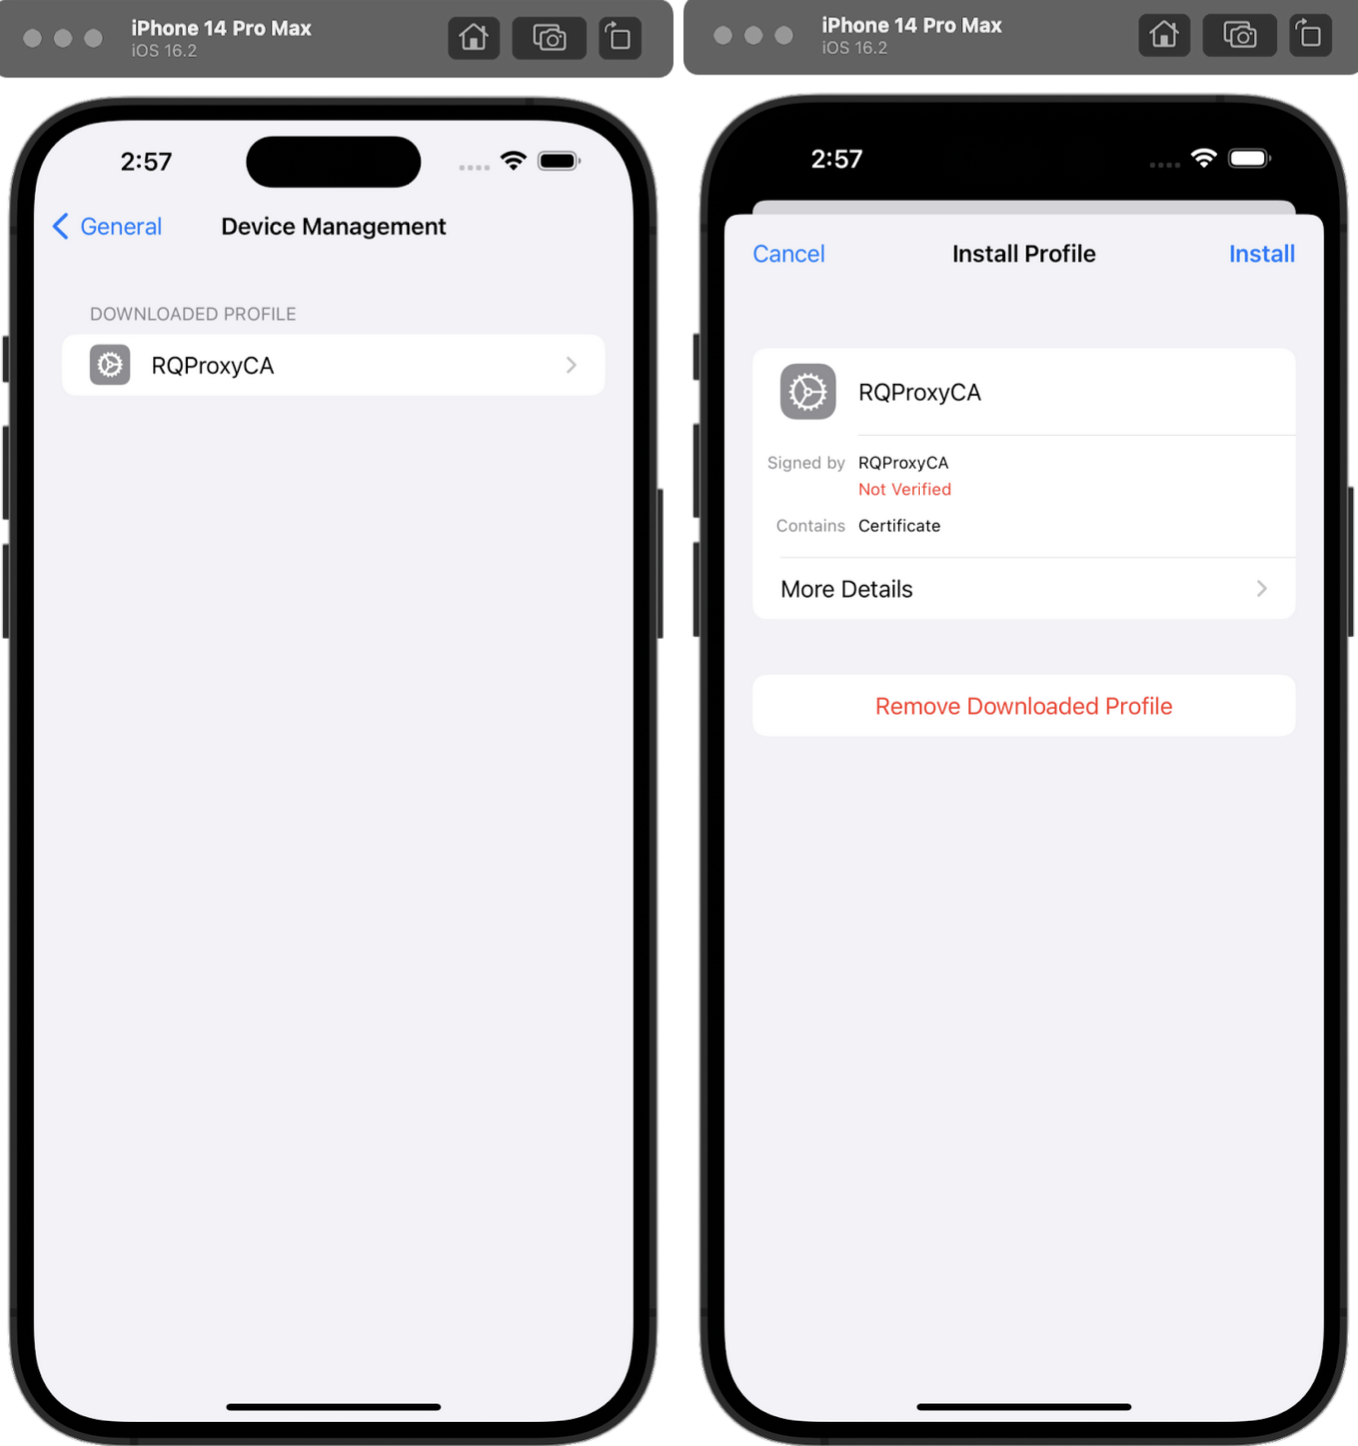 iPhone 14 Pro Max
iOS 16.2
2:57
General
Device Management
DOWNLOADED PROFILE
RQProxyCA
iPhone 14 Pro Max
iOS 16.2
2:57
Cancel
Install Profile
Install
RQProxyCA
Signed by RQProxyCA
Not Verified
Contains Certificate
More Details
Remove Downloaded Profile